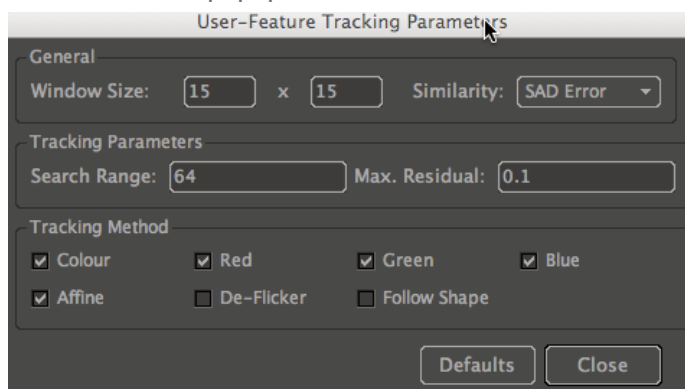 User-Feature Tracking Parameters
General
Window Size: 15 x 15 Similarity: SAD Error
Tracking Parameters
Search Range: 64 Max. Residual: 0.1
Tracking Method
Colour Red Green Blue
Affine De-Flicker Follow Shape
Defaults Close